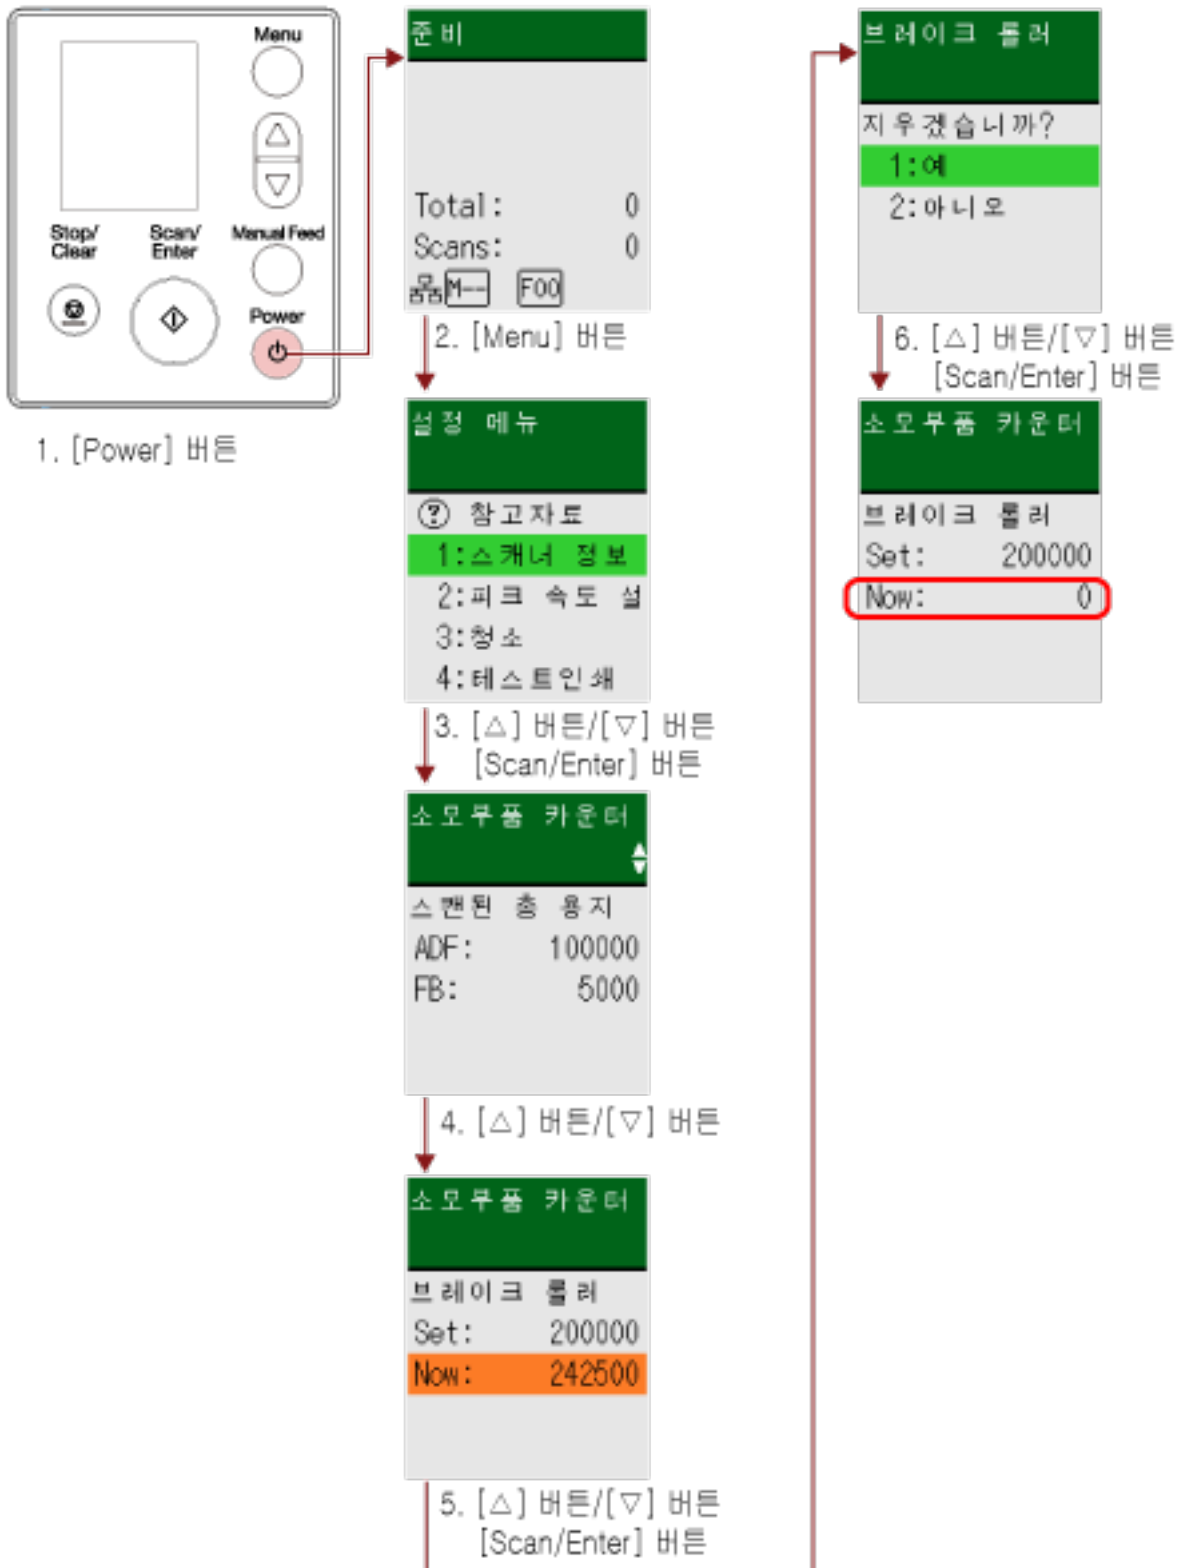 Menu
Stop/
Clear
Scan/
Enter
Manual Feed
Power
1. [Power] 버튼
준비
Total: 0
Scans: 0
M-- F00
2. [Menu] 버튼
설정 메뉴
? 참고자료
1:스캐너 정보
2:피크 속도 설
3:청소
4:테스트인쇄
3. [△] 버튼/[▽] 버튼
[Scan/Enter] 버튼
소모부품 카운터
스캔된 총 용지
ADF: 100000
FB: 5000
4. [△] 버튼/[▽] 버튼
소모부품 카운터
브레이크 롤러
Set: 200000
Now: 242500
5. [△] 버튼/[▽] 버튼
[Scan/Enter] 버튼
브레이크 롤러
지우겠습니까?
1:예
2:아니오
6. [△] 버튼/[▽] 버튼
[Scan/Enter] 버튼
소모부품 카운터
브레이크 롤러
Set: 200000
Now: 0